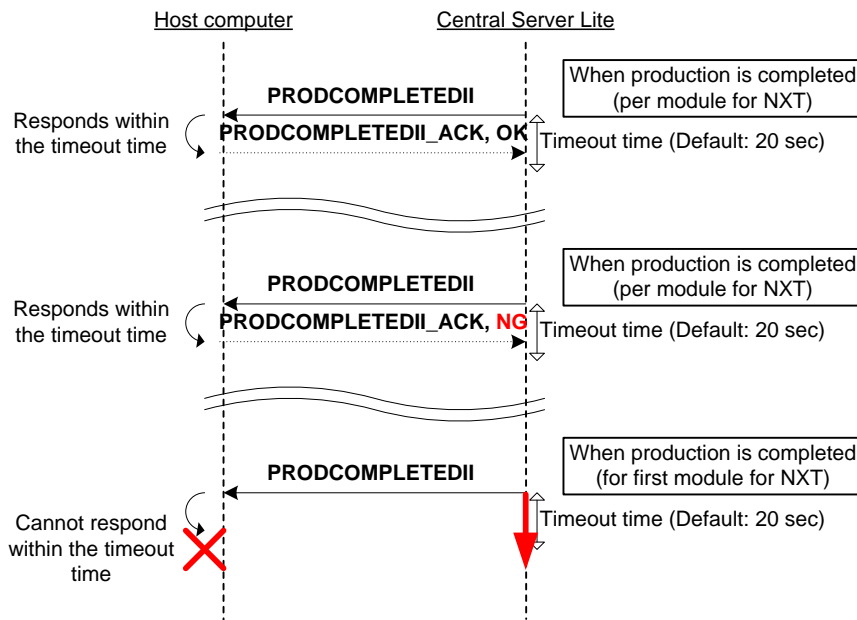 Host computer
Central Server Lite
When production is completed
(per module for NXT)
PRODCOMPLETEDII
Responds within
the timeout time
PRODCOMPLETEDII_ACK, OK
Timeout time (Default: 20 sec)
When production is completed
(per module for NXT)
PRODCOMPLETEDII
Responds within
the timeout time
PRODCOMPLETEDII_ACK, NG
Timeout time (Default: 20 sec)
When production is completed
(for first module for NXT)
PRODCOMPLETEDII
Timeout time (Default: 20 sec)
Cannot respond
within the timeout
time